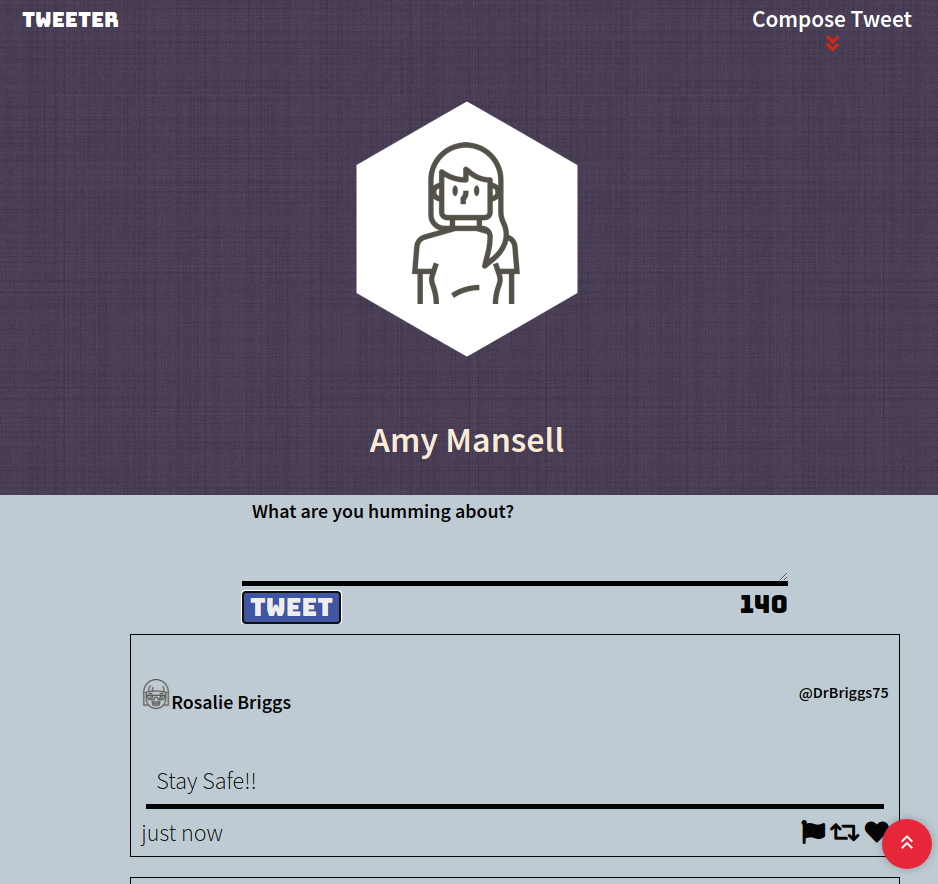 TWEETER
Compose Tweet
Amy Mansell
What are you humming about?
TWEET
140
Rosalie Briggs
@DrBriggs75
Stay Safe!!
just now